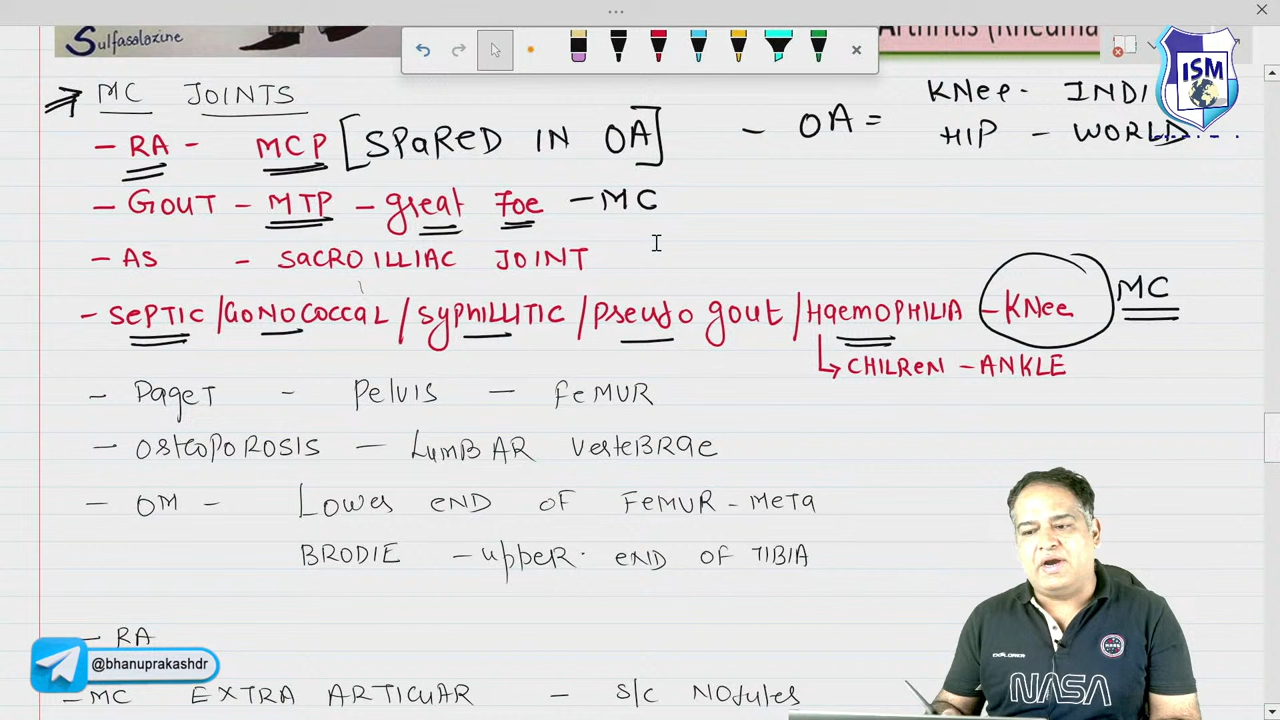 Sulfasalazine
Arthritis (Rheuma
ISM
MC JOINTS
- RA - MCP [SPARED IN OA] - OA = KNee - INDI
HIP - WORLD
- GOUT - MTP - great Toe - MC
- AS - SACROILLIAC JOINT
- SEPTIC / GONOCOCCAL / SYPHILLITIC / Pseudo gout / HaemoPHILIA - KNee MC
CHILReN - ANKLE
- PAGET - Pelvis - FeMUR
- OsteoPOROSIS - LUMBAR VerteBRae
- OM - Lower END OF FeMUR - MeTA
BRODIE - upper END OF TIBIA
- RA
@bhanuprakashdr
- MC EXTRA ARTICULAR - S/C NODules
EXPLORER
NASA